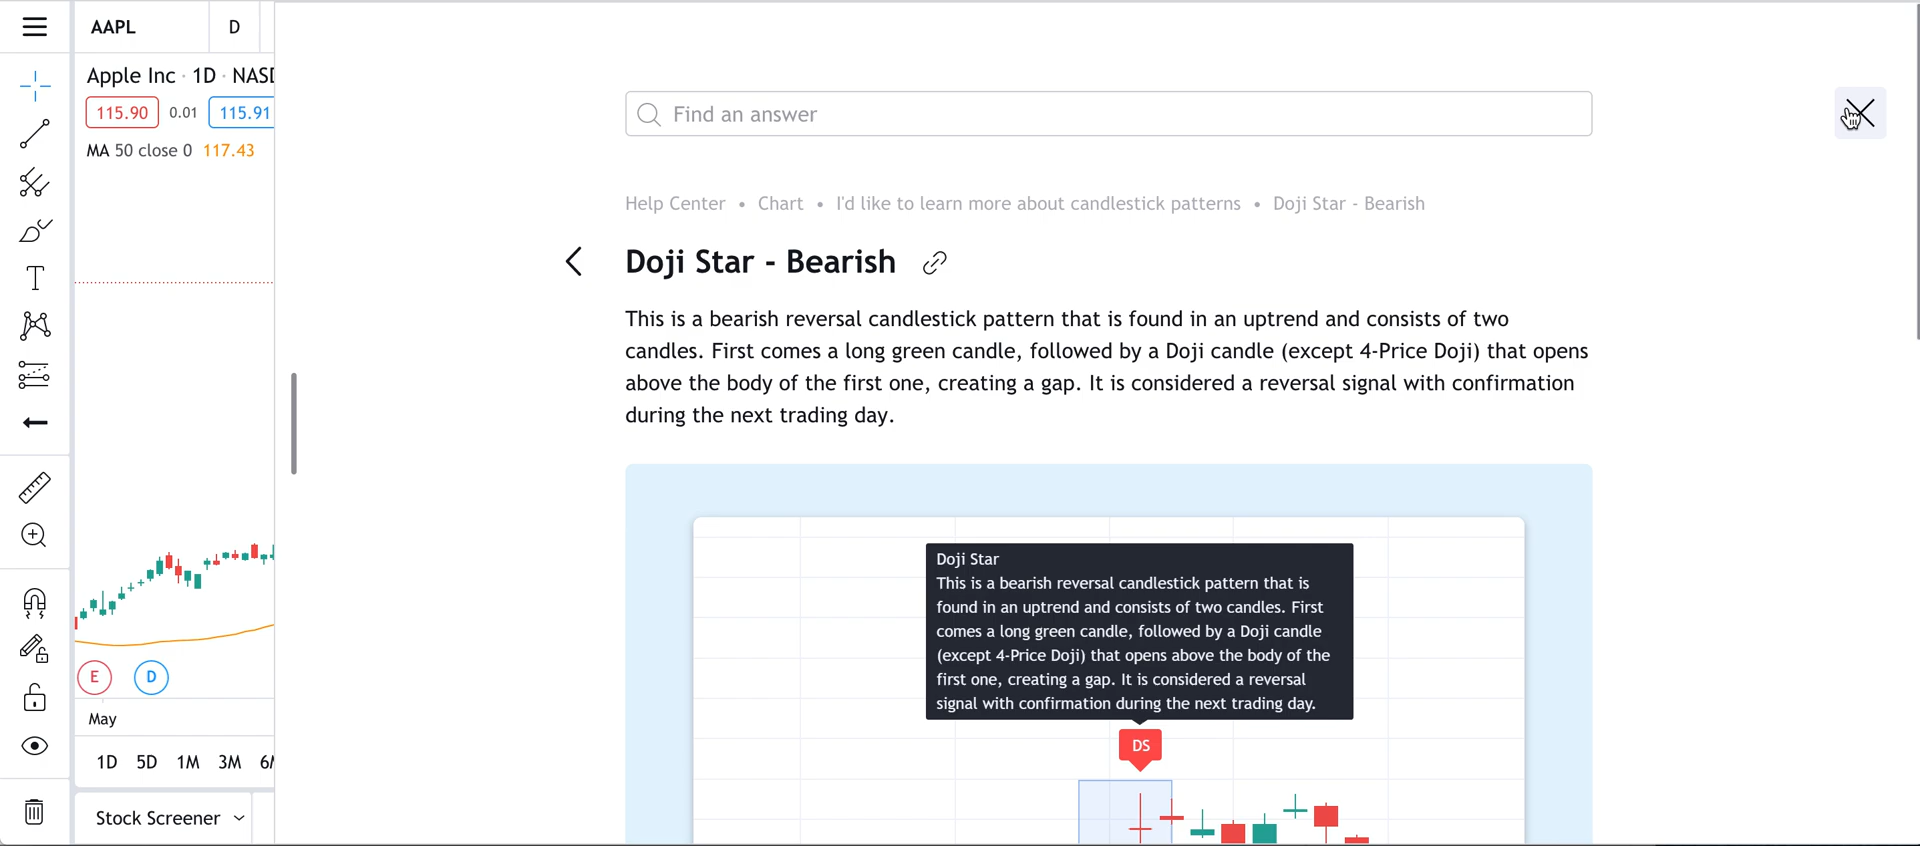 AAPL
D
Apple Inc · 1D · NASD
115.90
0.01
115.91
MA 50 close 0 117.43
E
D
May
1D 5D 1M 3M
Stock Screener
Find an answer
Help Center • Chart • I'd like to learn more about candlestick patterns • Doji Star - Bearish
Doji Star - Bearish
This is a bearish reversal candlestick pattern that is found in an uptrend and consists of two
candles. First comes a long green candle, followed by a Doji candle (except 4-Price Doji) that opens
above the body of the first one, creating a gap. It is considered a reversal signal with confirmation
during the next trading day.
Doji Star
This is a bearish reversal candlestick pattern that is
found in an uptrend and consists of two candles. First
comes a long green candle, followed by a Doji candle
(except 4-Price Doji) that opens above the body of the
first one, creating a gap. It is considered a reversal
signal with confirmation during the next trading day.
DS